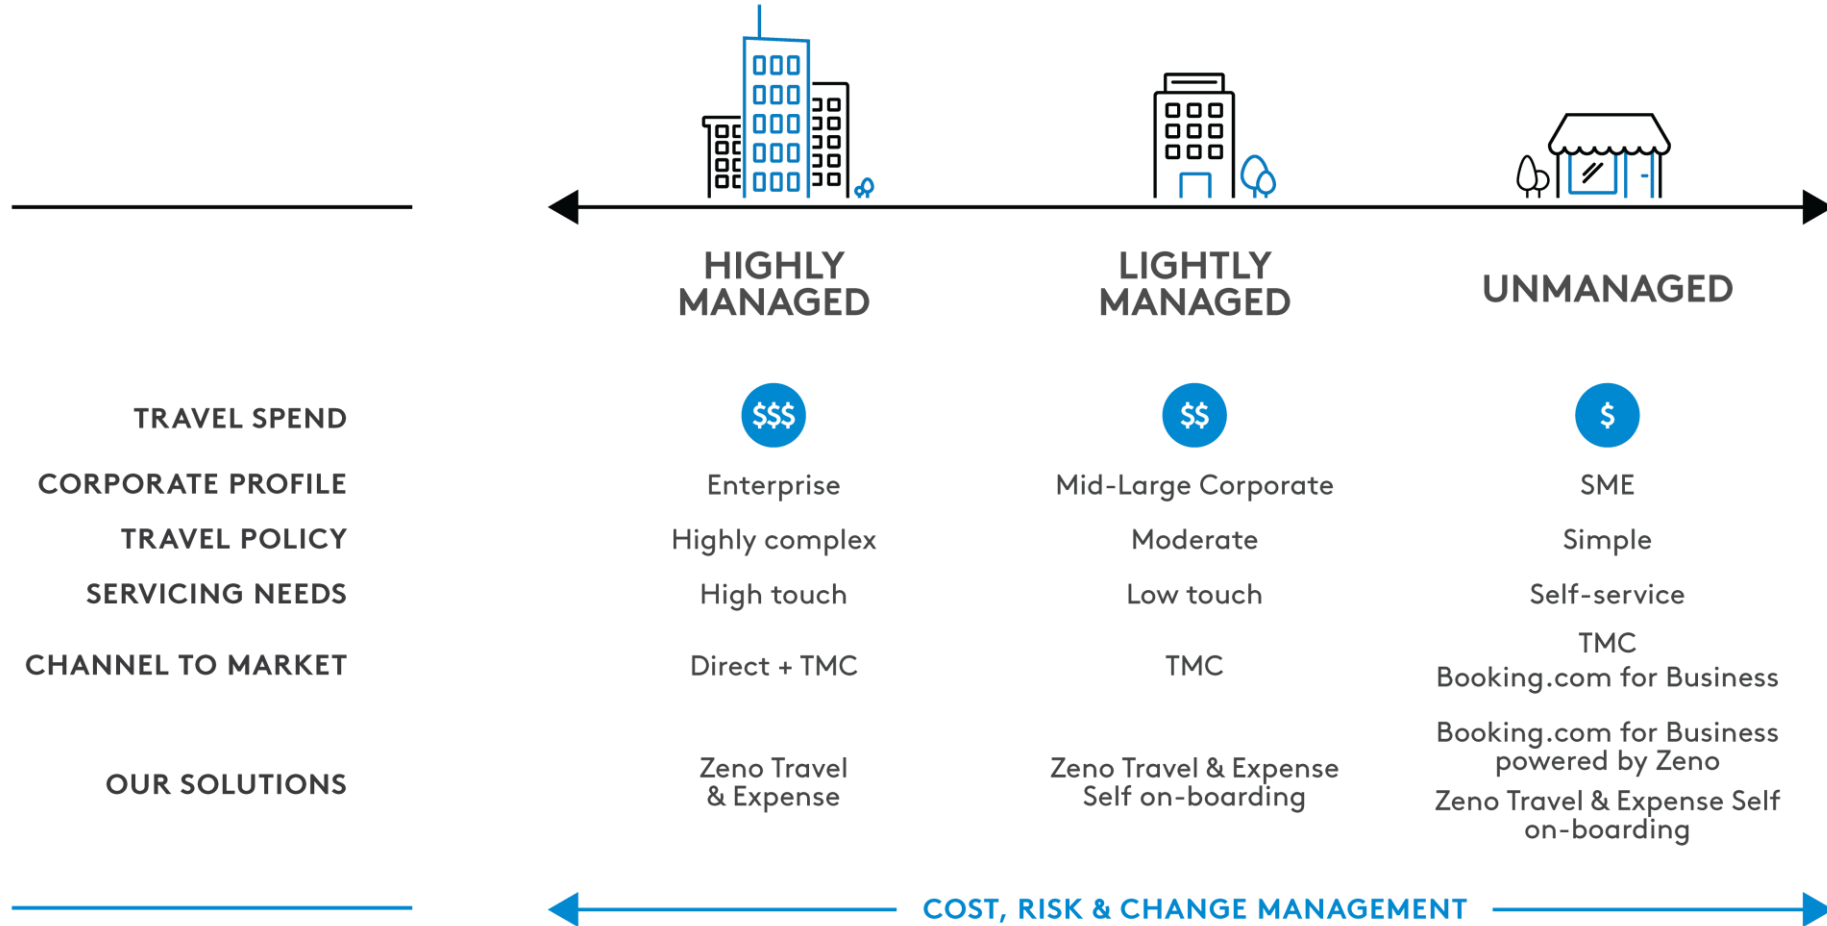 HIGHLY
MANAGED
LIGHTLY
MANAGED
UNMANAGED
TRAVEL SPEND
$$$
$$
$
CORPORATE PROFILE
Enterprise
Mid-Large Corporate
SME
TRAVEL POLICY
Highly complex
Moderate
Simple
SERVICING NEEDS
High touch
Low touch
Self-service
CHANNEL TO MARKET
Direct + TMC
TMC
TMC
Booking.com for Business
OUR SOLUTIONS
Zeno Travel
& Expense
Zeno Travel & Expense
Self on-boarding
Booking.com for Business
powered by Zeno
Zeno Travel & Expense Self
on-boarding
COST, RISK & CHANGE MANAGEMENT